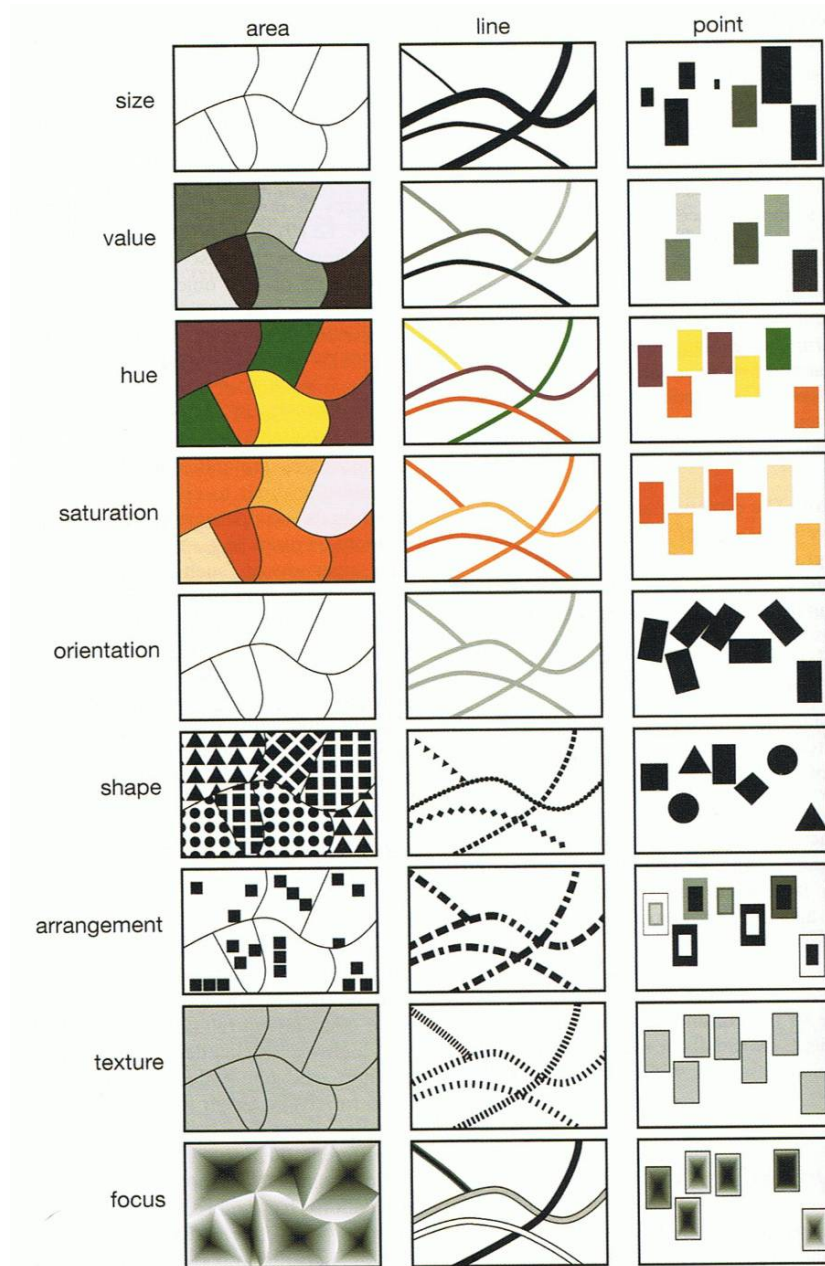 area line point
size
value
hue
saturation
orientation
shape
arrangement
texture
focus